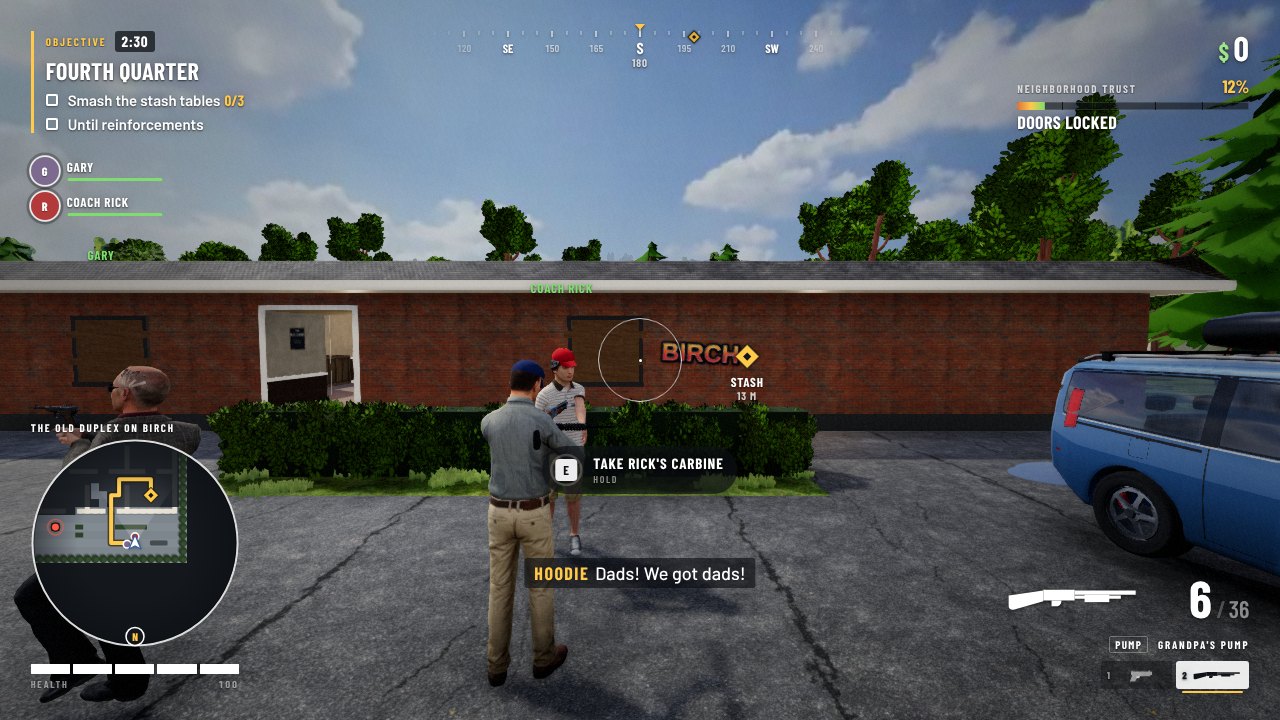 OBJECTIVE 2:30
FOURTH QUARTER
Smash the stash tables 0/3
Until reinforcements
G GARY
R COACH RICK
120 SE 150 165 S 195 210 SW 240
180
$0
NEIGHBORHOOD TRUST 12%
DOORS LOCKED
GARY
COACH RICK
BIRCH
STASH
13 M
THE OLD DUPLEX ON BIRCH
E TAKE RICK'S CARBINE
HOLD
HOODIE Dads! We got dads!
N
HEALTH 100
6 / 36
PUMP GRANDPA'S PUMP
1 2